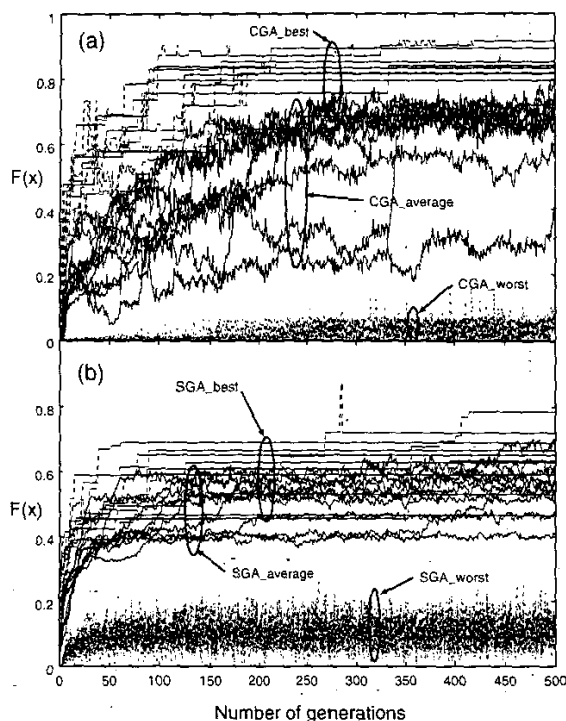 (a)
CGA_best
1
0.8
0.6
F(x)
0.4
CGA_average
0.2
CGA_worst
0
(b)
SGA_best
0.8
0.6
F(x)
0.4
SGA_average
SGA_worst
0.2
0
0 50 100 150 200 250 300 350 400 450 500
Number of generations